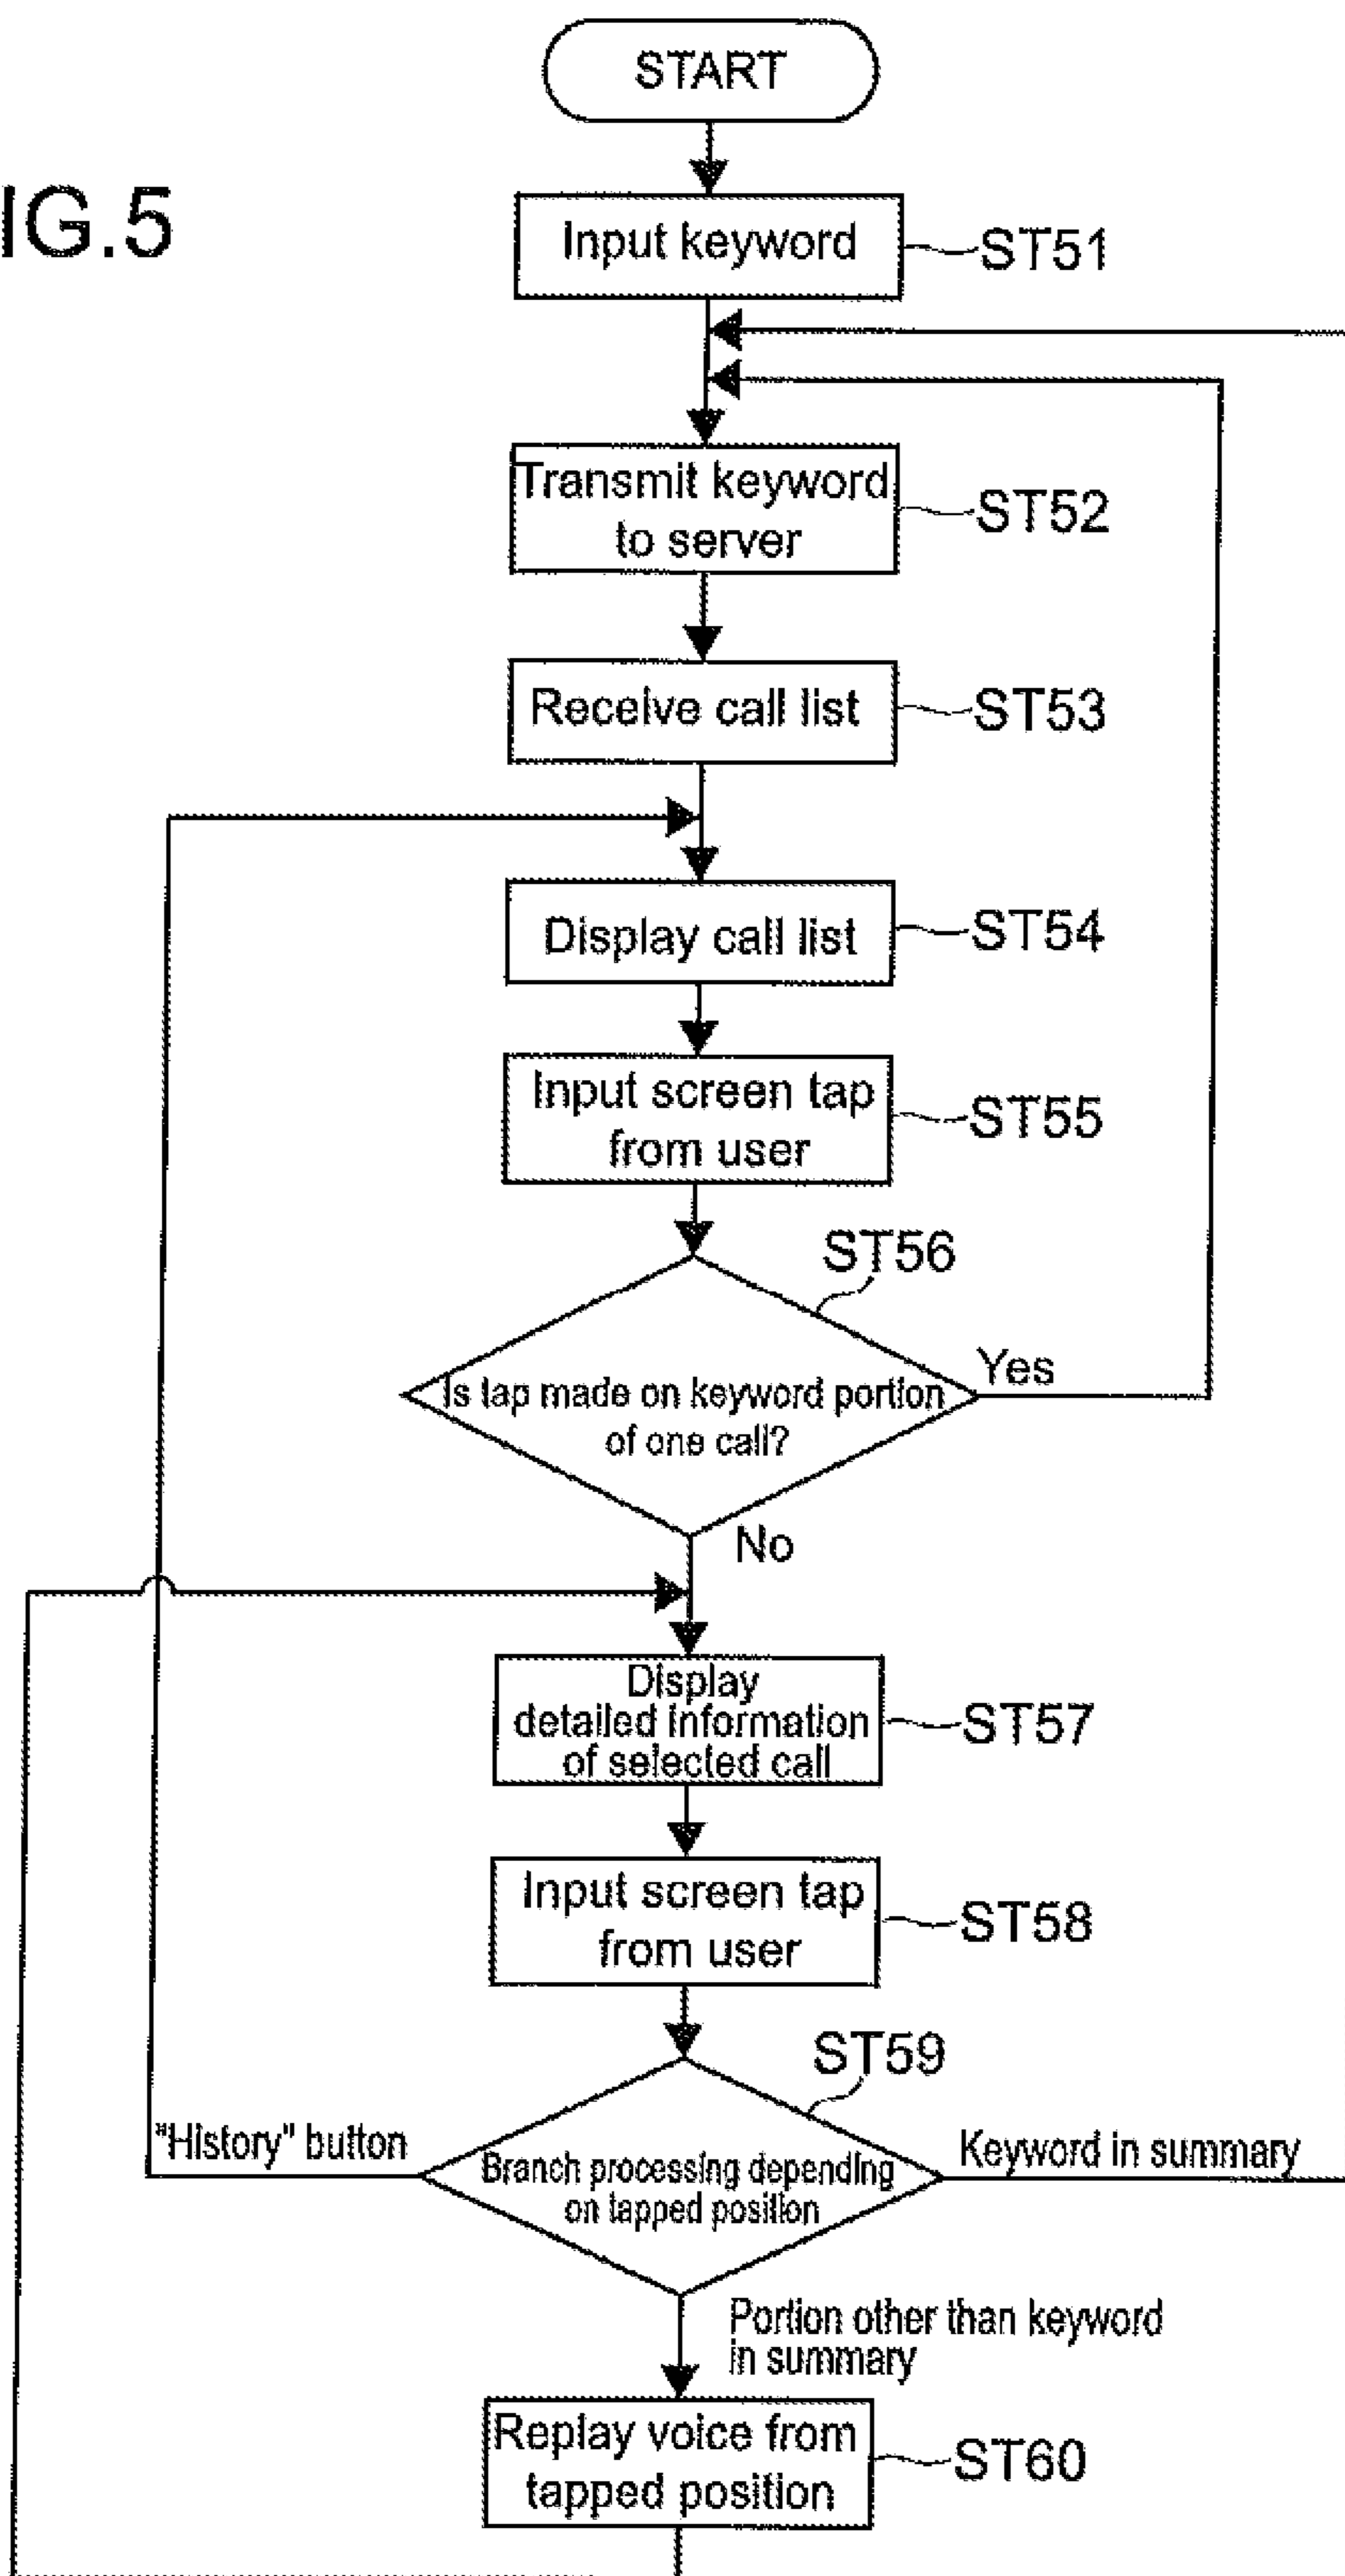 START
IG.5
Input keyword
ST51
Transmit keyword
to server
ST52
Receive call list
ST53
Display call list
ST54
Input screen tap
from user
ST55
ST56
Is tap made on keyword portion
of one call?
Yes
No
Display
detailed information
of selected call
ST57
Input screen tap
from user
ST58
ST59
"History" button
Branch processing depending
on tapped position
Keyword in summary
Portion other than keyword
in summary
Replay voice from
tapped position
ST60